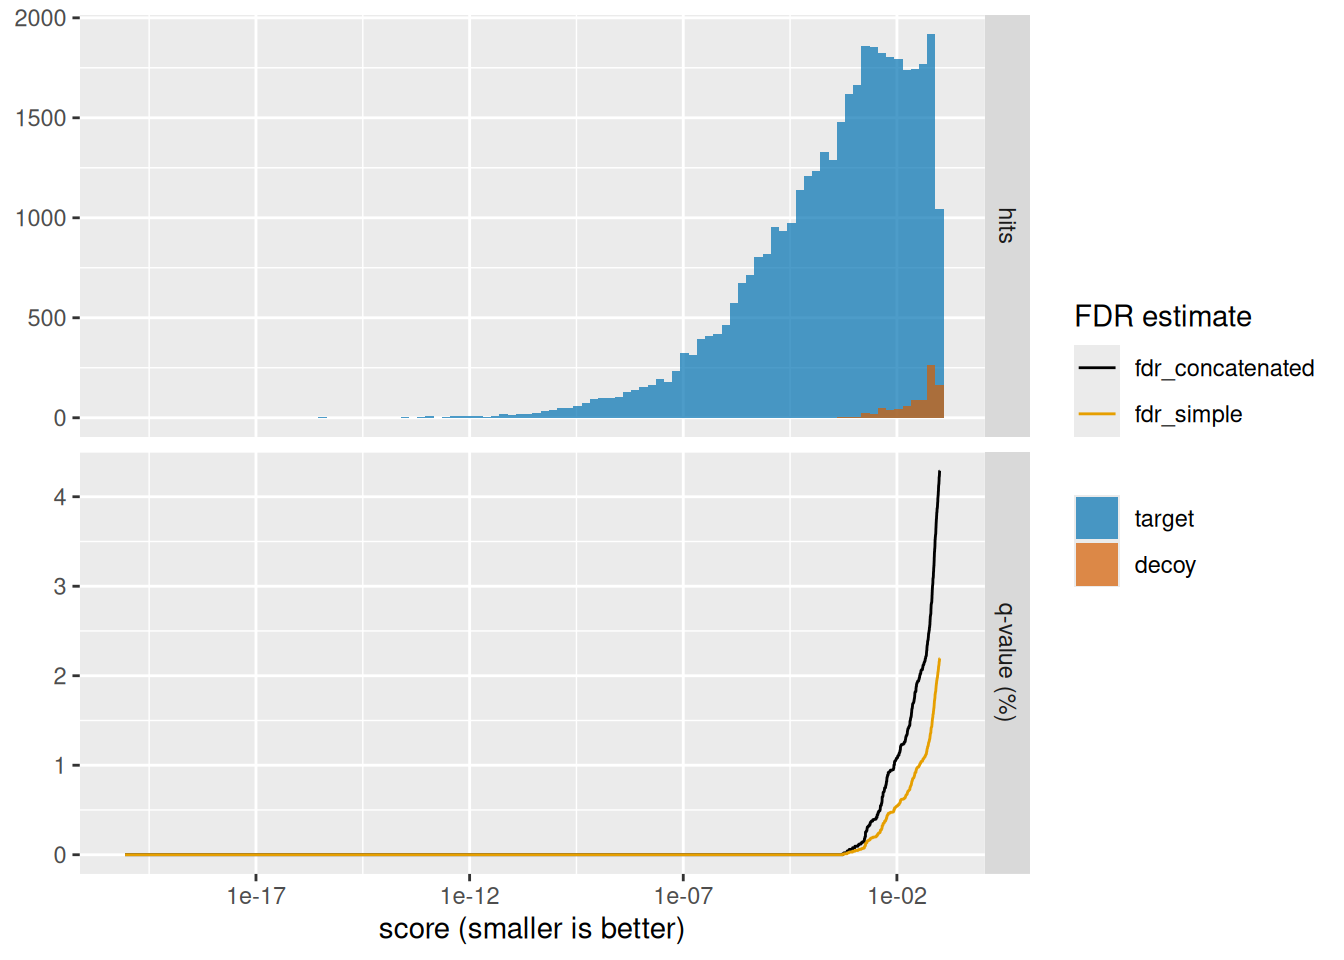 2000
1500
1000
500
0
hits
4
3
2
1
0
q-value (%)
1e-17
1e-12
1e-07
1e-02
score (smaller is better)
FDR estimate
fdr_concatenated
fdr_simple
target
decoy